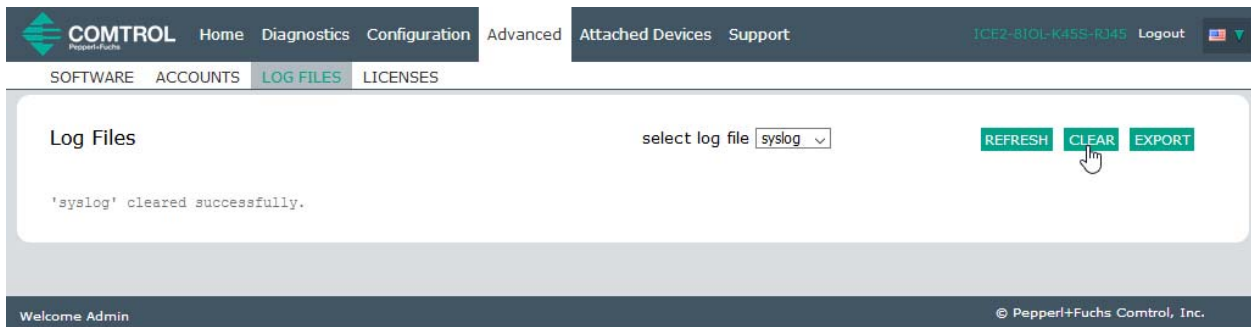 COMTROL Home Diagnostics Configuration Advanced Attached Devices Support ICE2-8IOL-K45S-RJ45 Logout
Pepperl+Fuchs
SOFTWARE ACCOUNTS LOG FILES LICENSES
Log Files select log file syslog REFRESH CLEAR EXPORT
'syslog' cleared successfully.
Welcome Admin © Pepperl+Fuchs Comtrol, Inc.